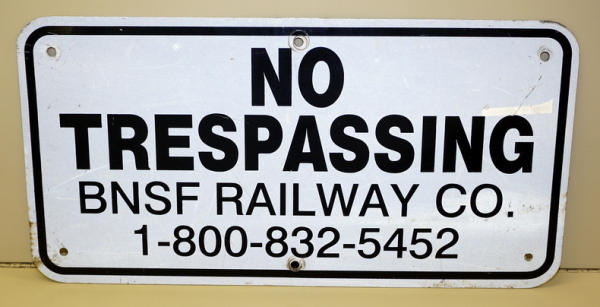 NO
TRESPASSING
BNSF RAILWAY CO.
1-800-832-5452